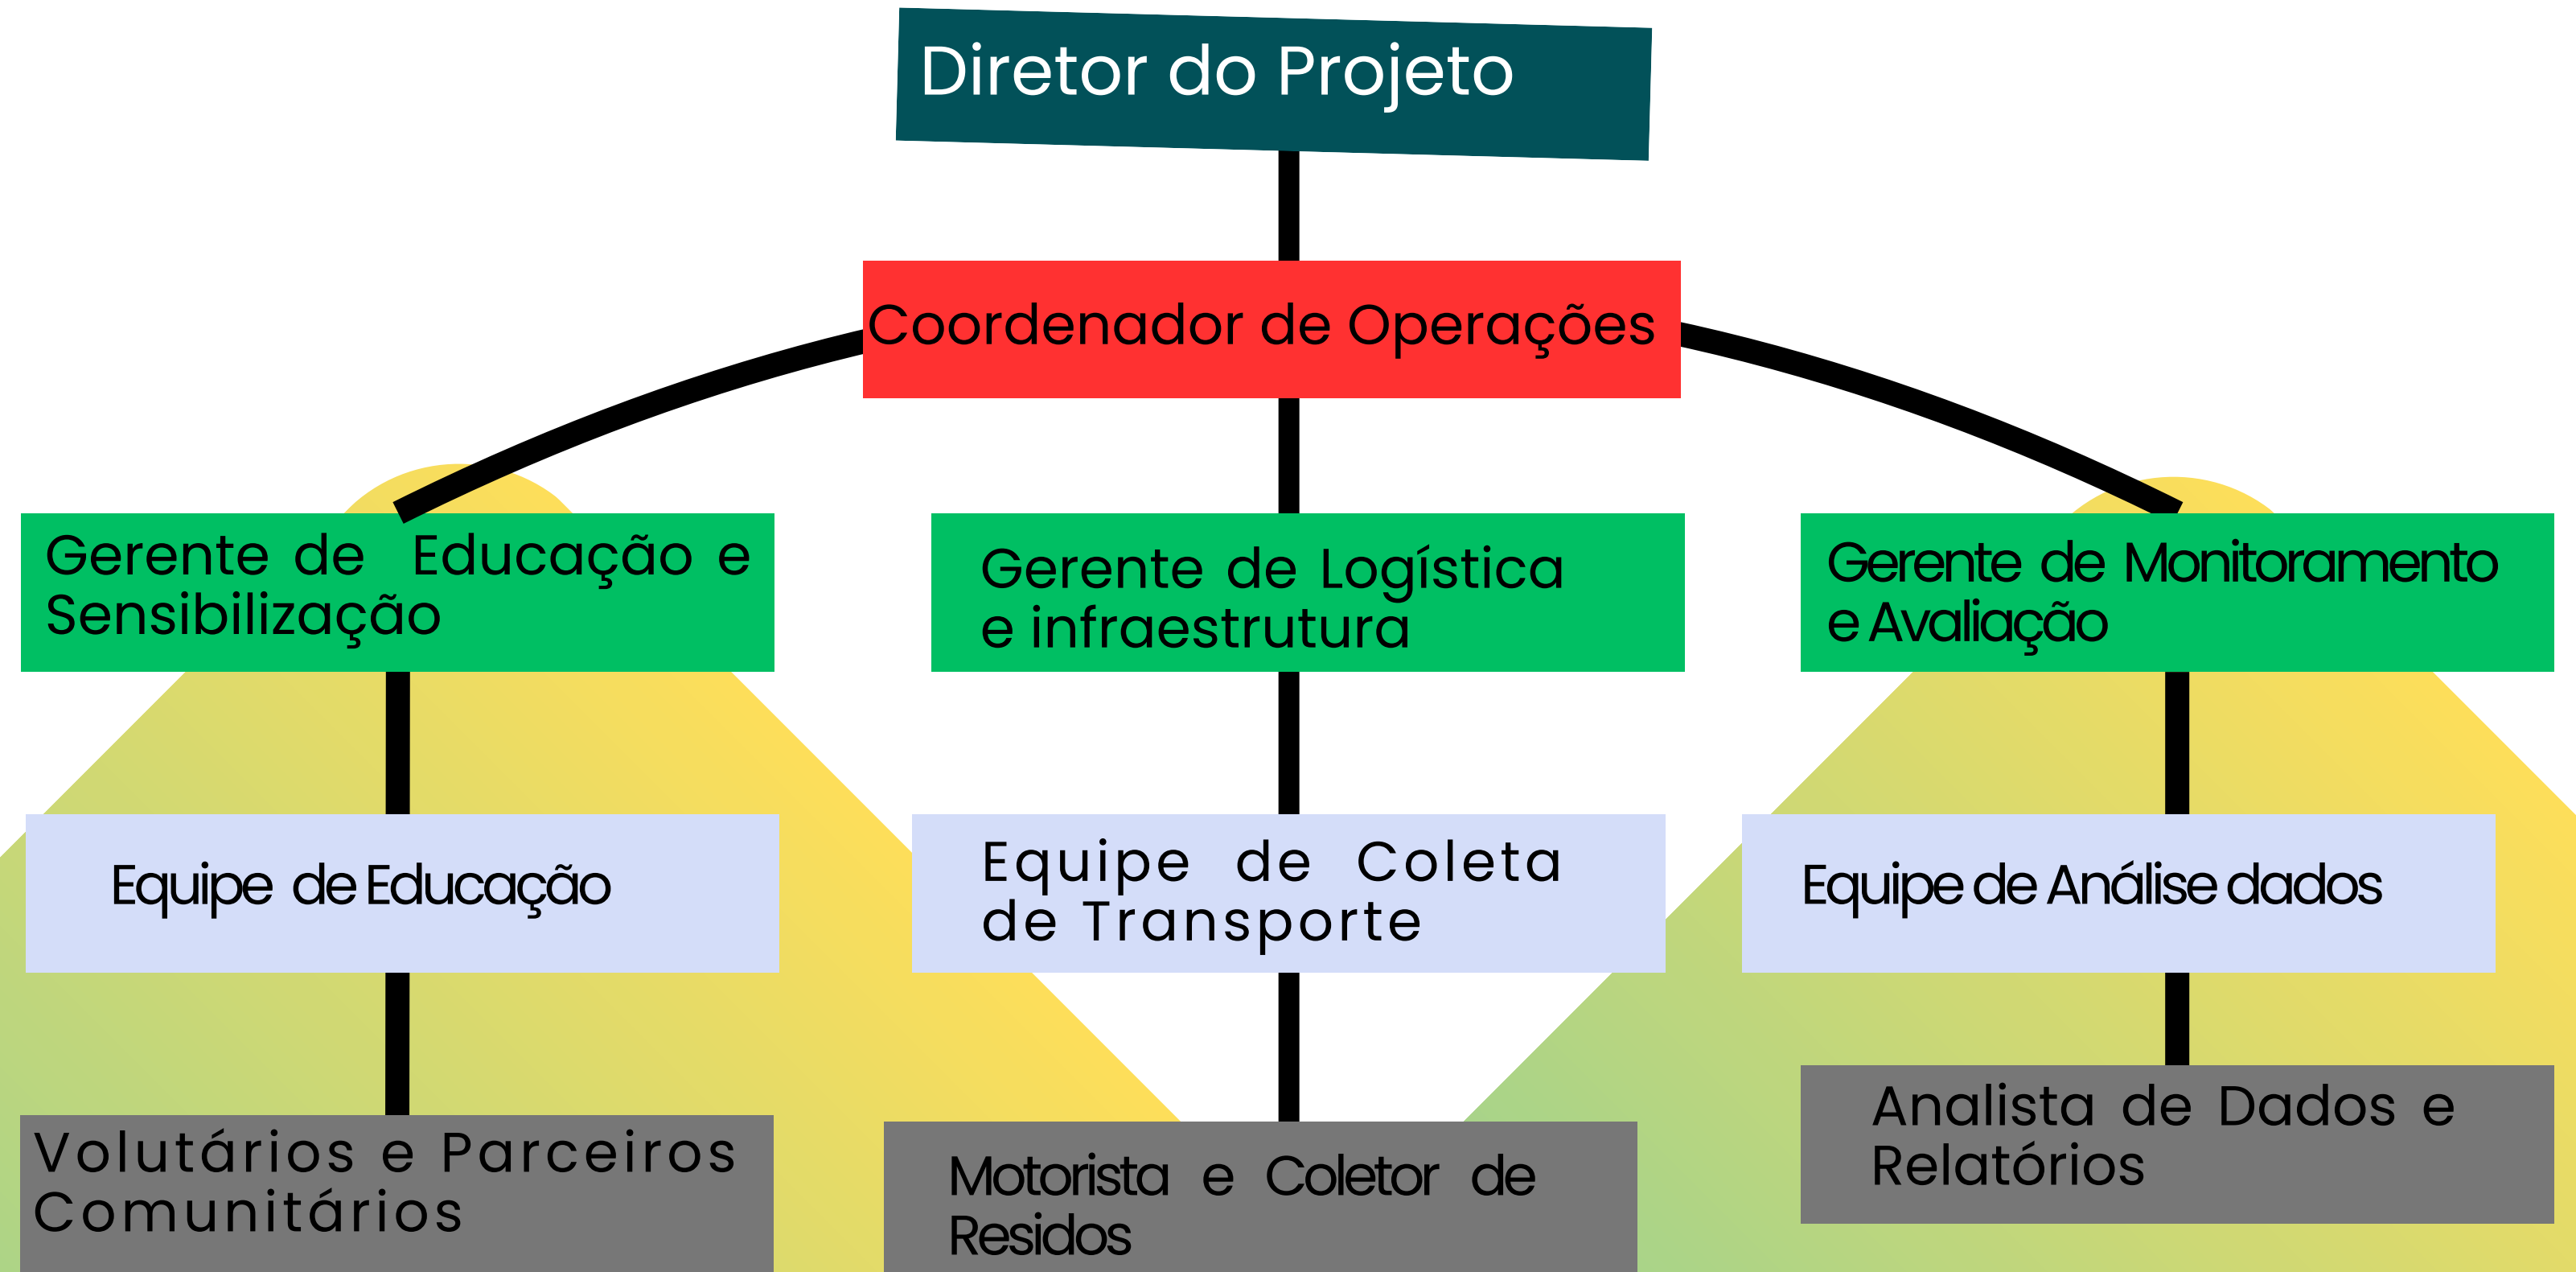 Diretor do Projeto
Coordenador de Operações
Gerente de Educação e
Sensibilização
Gerente de Logística
e infraestrutura
Gerente de Monitoramento
e Avaliação
Equipe de Educação
Equipe de Coleta
de Transporte
Equipe de Análise dados
Volutários e Parceiros
Comunitários
Motorista e Coletor de
Residos
Analista de Dados e
Relatórios